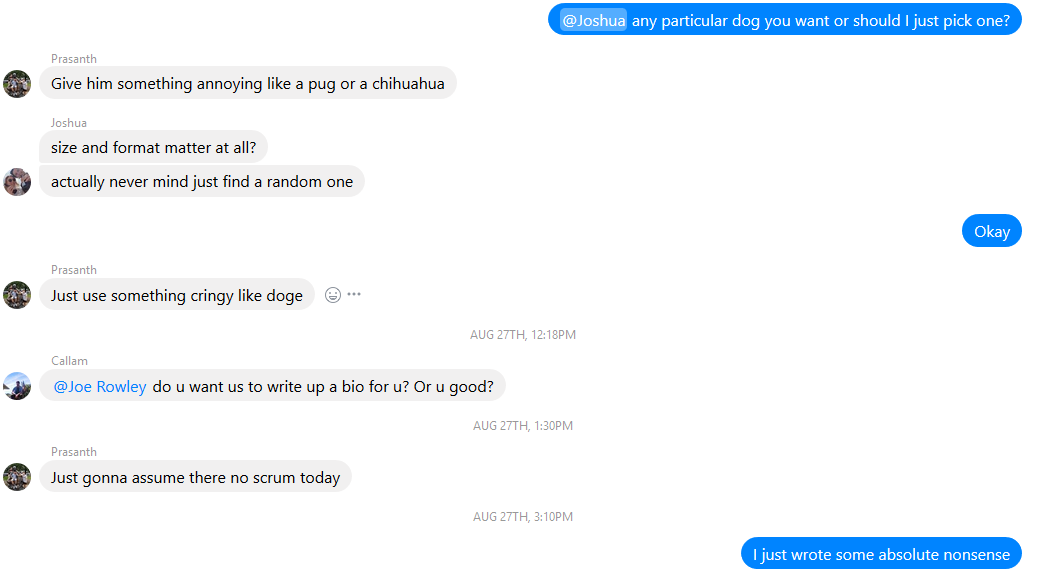 @Joshua any particular dog you want or should I just pick one?
Prasanth
Give him something annoying like a pug or a chihuahua
Joshua
size and format matter at all?
actually never mind just find a random one
Okay
Prasanth
Just use something cringy like doge
AUG 27TH, 12:18PM
Callam
@Joe Rowley do u want us to write up a bio for u? Or u good?
AUG 27TH, 1:30PM
Prasanth
Just gonna assume there no scrum today
AUG 27TH, 3:10PM
I just wrote some absolute nonsense